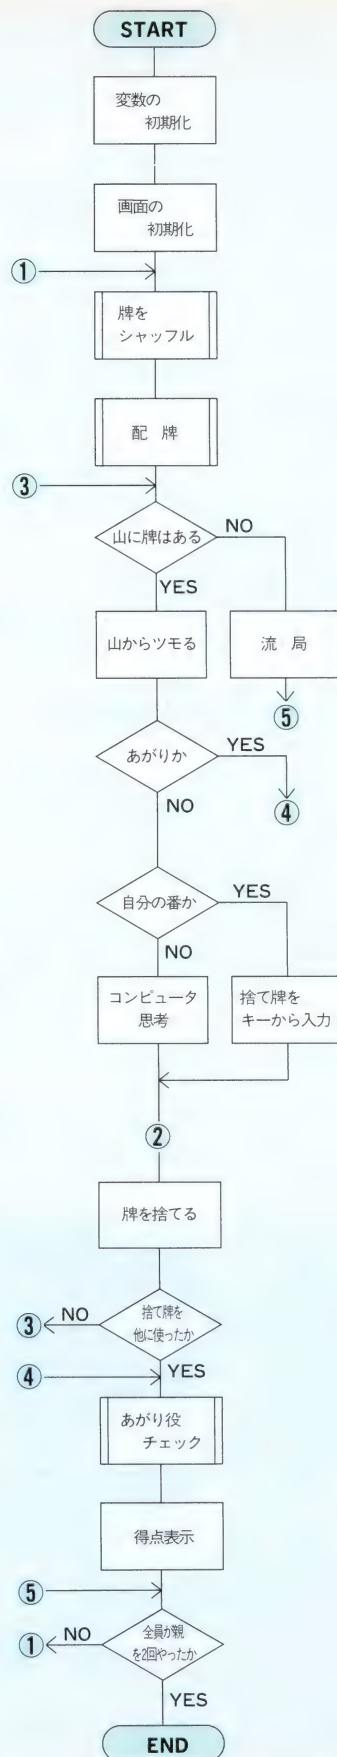 START
変数の
初期化
画面の
初期化
①
牌を
シャッフル
配 牌
③
山に牌はある
NO
YES
山からツモる
流 局
⑤
あがりか
YES
④
NO
自分の番か
YES
NO
コンピュータ
思考
捨て牌を
キーから入力
②
牌を捨てる
捨て牌を
他に使ったか
NO
③
YES
④
あがり役
チェック
得点表示
⑤
全員が親
を2回やったか
NO
①
YES
END